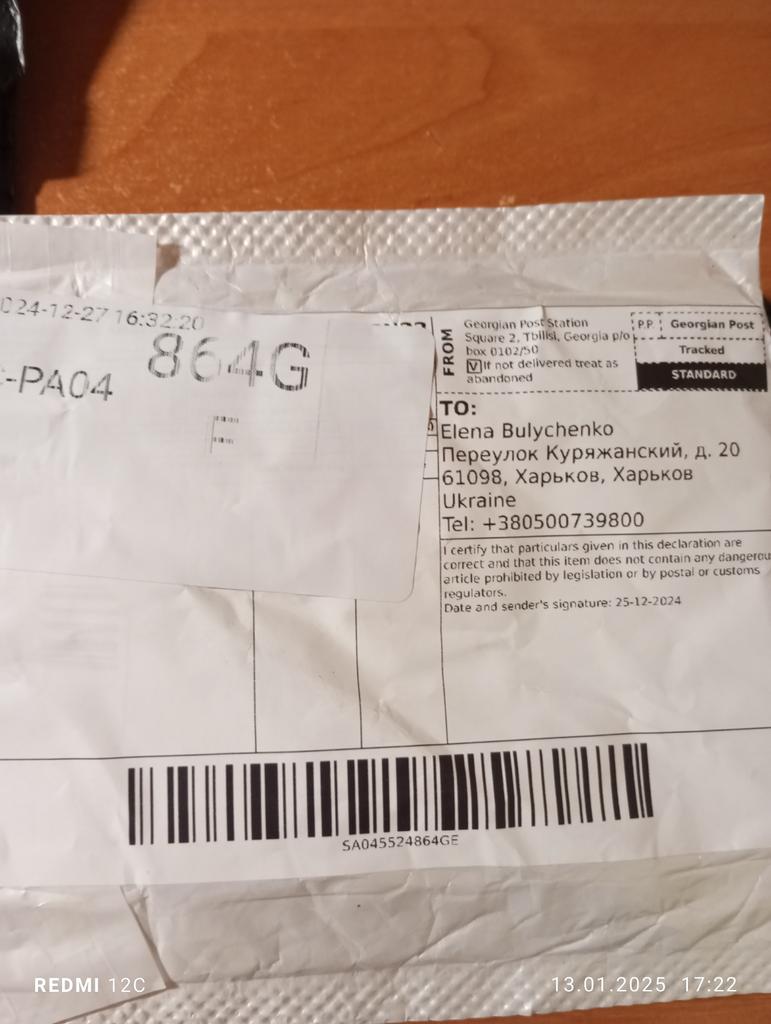 024-12-27 16:32:20
864G
-PA04
F
FROM
Georgian Post Station
Square 2, Tbilisi, Georgia p/o
box 0102/50
V If not delivered treat as
abandoned
P.P.
Georgian Post
Tracked
STANDARD
TO:
Elena Bulychenko
Переулок Куряжанский, д. 20
61098, Харьков, Харьков
Ukraine
Tel: +380500739800
I certify that particulars given in this declaration are
correct and that this item does not contain any dangerou
article prohibited by legislation or by postal or customs
regulators.
Date and sender's signature: 25-12-2024
SA045524864GE
REDMI 12C
13.01.2025 17:22